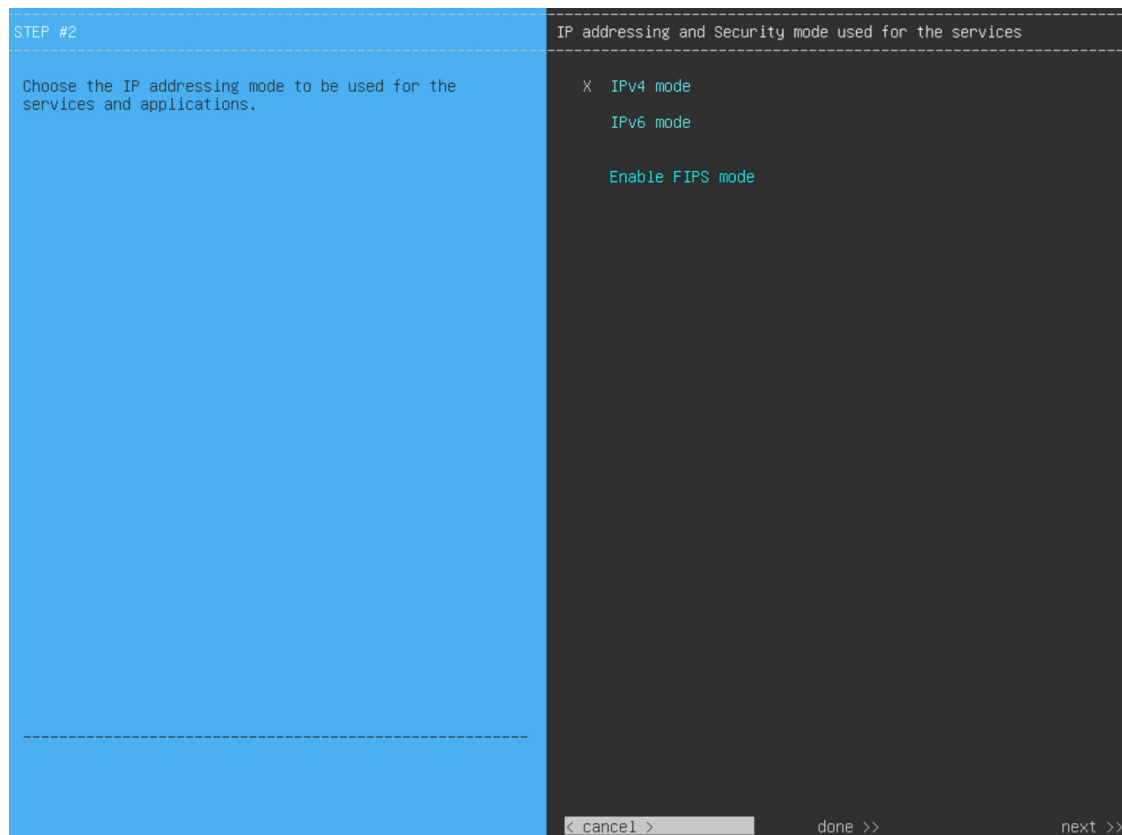 STEP #2
Choose the IP addressing mode to be used for the
services and applications.
IP addressing and Security mode used for the services
X IPv4 mode
IPv6 mode
Enable FIPS mode
< cancel > done >> next >>